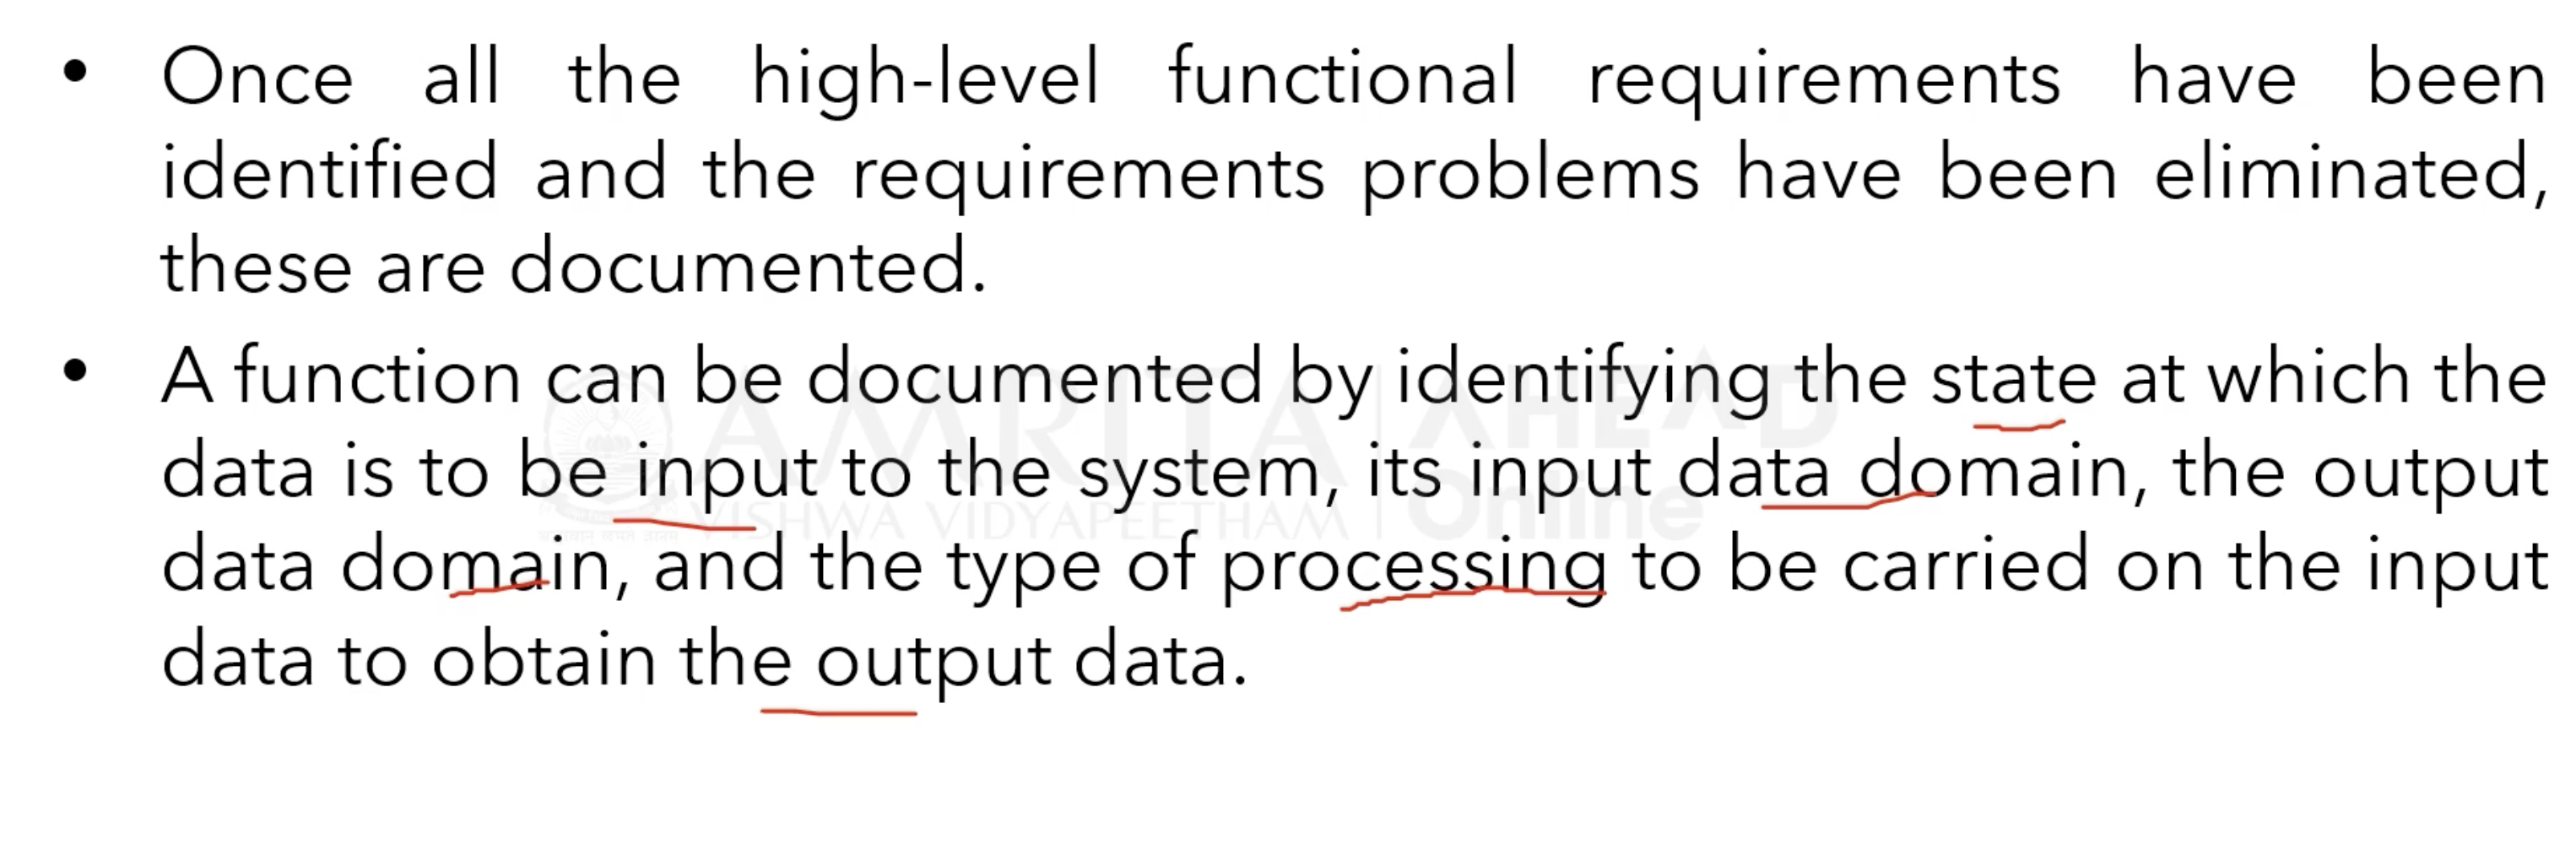 • Once all the high-level functional requirements have been
identified and the requirements problems have been eliminated,
these are documented.
• A function can be documented by identifying the state at which the
data is to be input to the system, its input data domain, the output
data domain, and the type of processing to be carried on the input
data to obtain the output data.
AMRITA
VISHWA VIDYAPEETHAM
AHEAD
Online